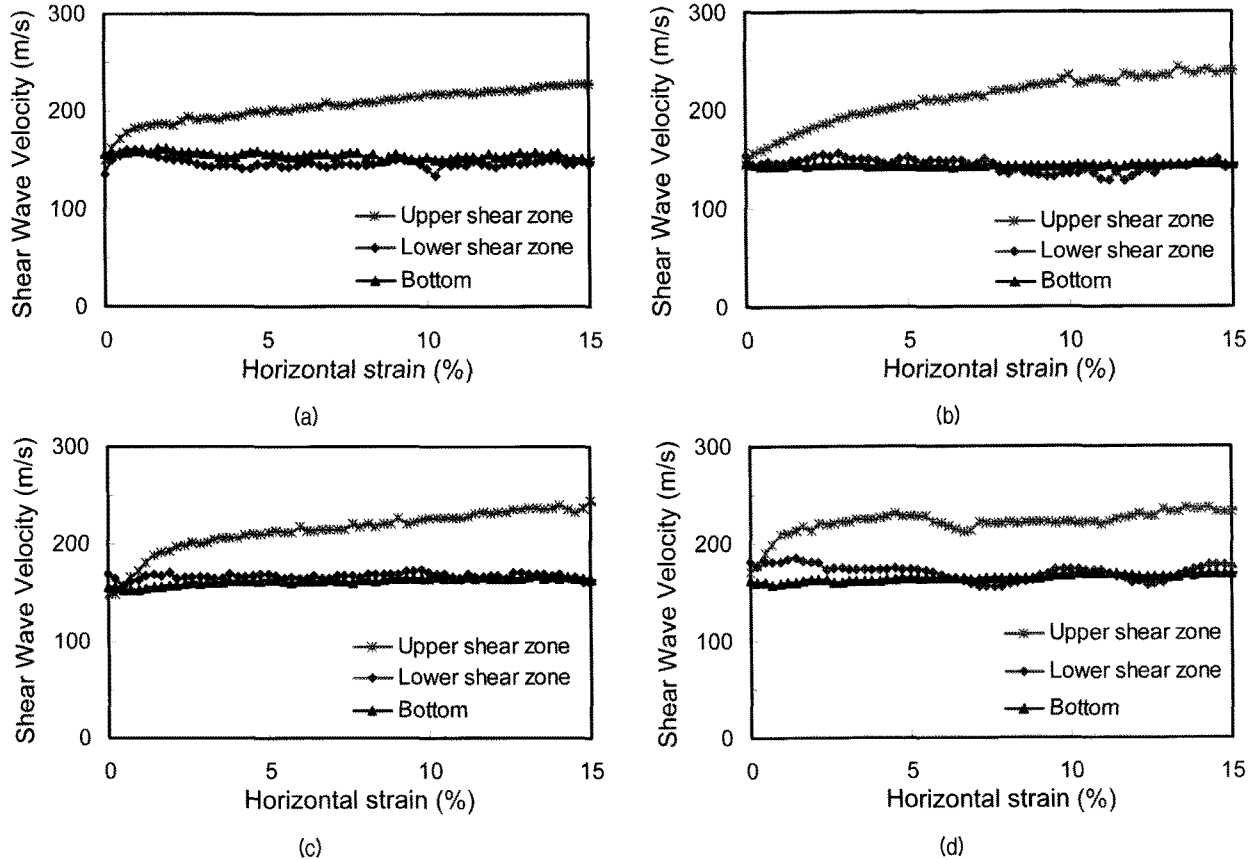 Shear Wave Velocity (m/s)
300
200
100
0
Upper shear zone
Lower shear zone
Bottom
0 5 10 15
Horizontal strain (%)
(a)
Shear Wave Velocity (m/s)
300
200
100
0
Upper shear zone
Lower shear zone
Bottom
0 5 10 15
Horizontal strain (%)
(b)
Shear Wave Velocity (m/s)
300
200
100
0
Upper shear zone
Lower shear zone
Bottom
0 5 10 15
Horizontal strain (%)
(c)
Shear Wave Velocity (m/s)
300
200
100
0
Upper shear zone
Lower shear zone
Bottom
0 5 10 15
Horizontal strain (%)
(d)